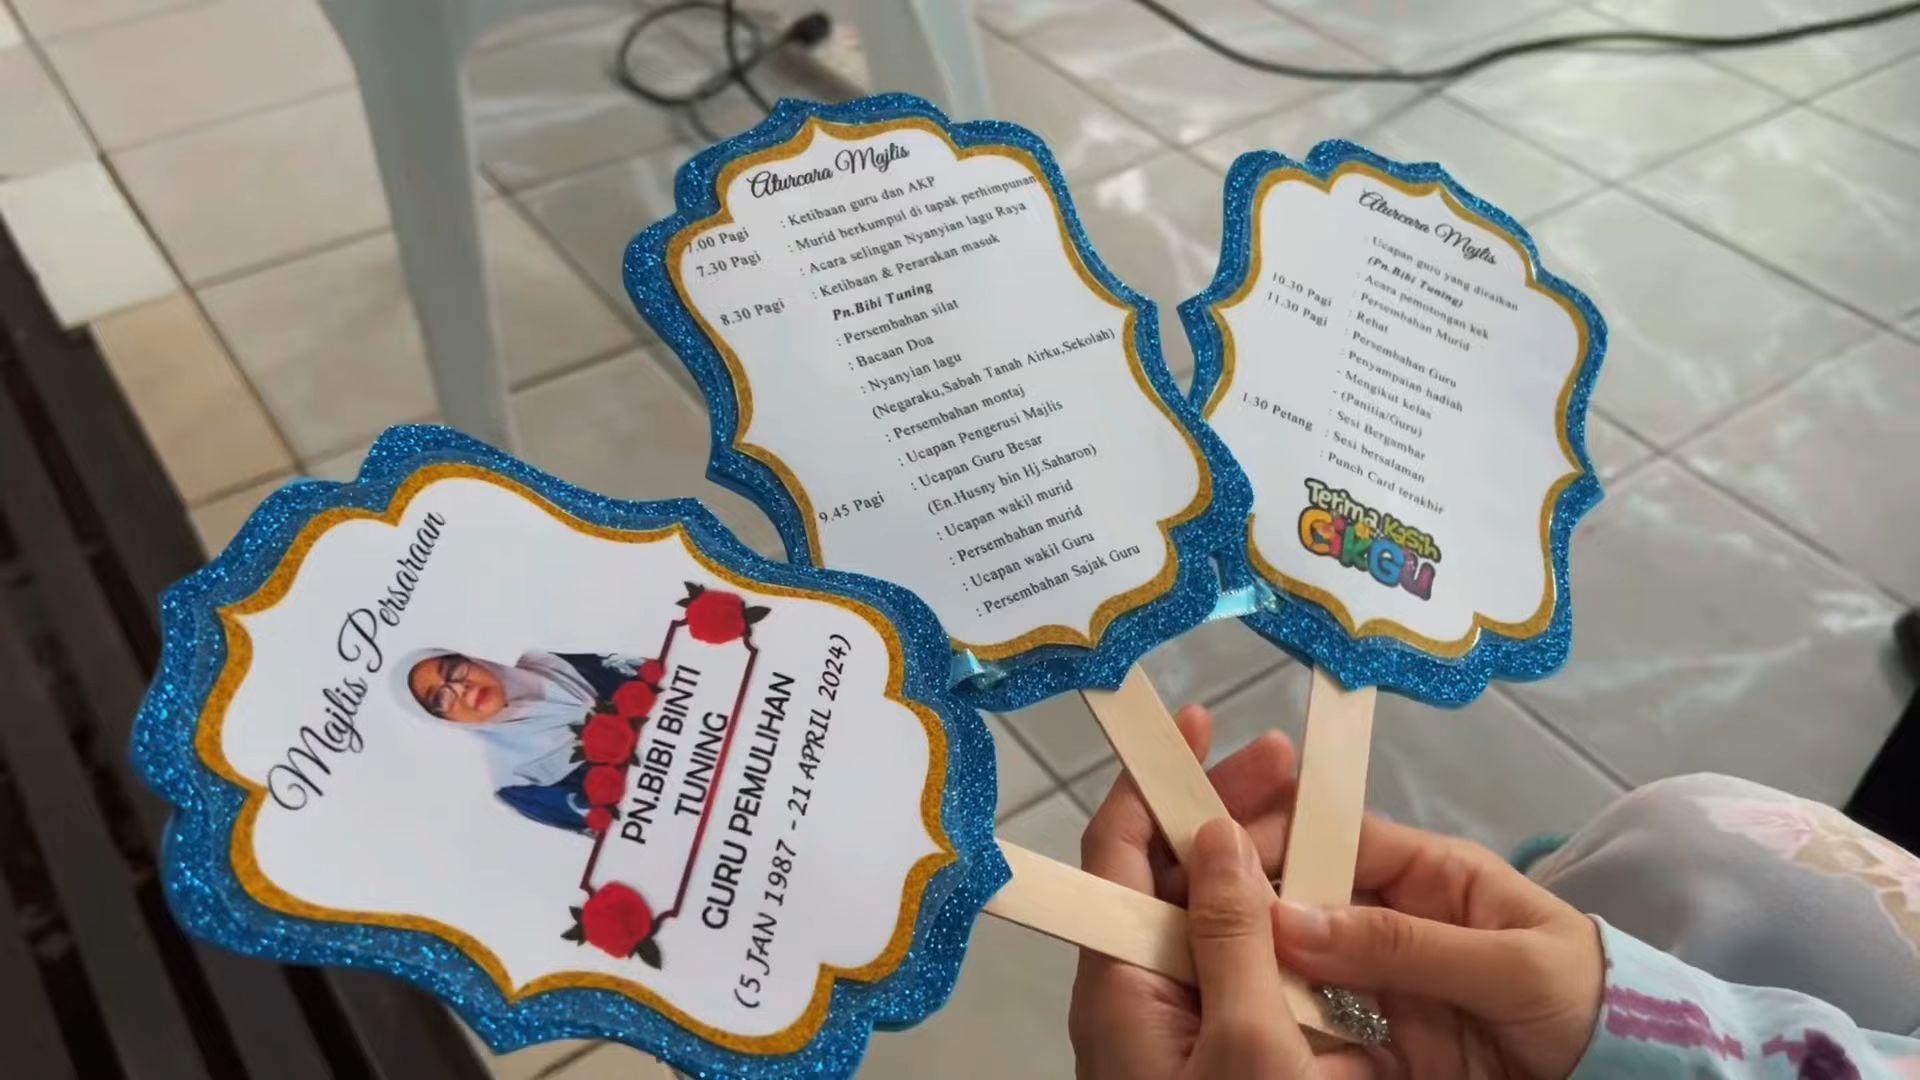 Majlis Persaraan
PN.BIBI BINTI
TUNING
GURU PEMULIHAN
(5 JAN 1987 - 21 APRIL 2024)
Aturcara Majlis
7.00 Pagi : Ketibaan guru dan AKP
7.30 Pagi : Murid berkumpul di tapak perhimpunan
: Acara selingan Nyanyian lagu Raya
8.30 Pagi : Ketibaan & Perarakan masuk
Pn.Bibi Tuning
: Persembahan silat
: Bacaan Doa
: Nyanyian lagu
(Negaraku,Sabah Tanah Airku,Sekolah)
: Persembahan montaj
: Ucapan Pengerusi Majlis
9.45 Pagi : Ucapan Guru Besar
(En.Husny bin Hj.Saharon)
: Ucapan wakil murid
: Persembahan murid
: Ucapan wakil Guru
: Persembahan Sajak Guru
Aturcara Majlis
: Ucapan guru yang diraikan
(Pn.Bibi Tuning)
10.30 Pagi : Acara pemotongan kek
: Persembahan Murid
11.30 Pagi : Rehat
: Persembahan Guru
: Penyampaian hadiah
- Mengikut kelas
- (Panitia/Guru)
1.30 Petang : Sesi Bergambar
: Sesi bersalaman
: Punch Card terakhir
Terima Kasih
CikGu